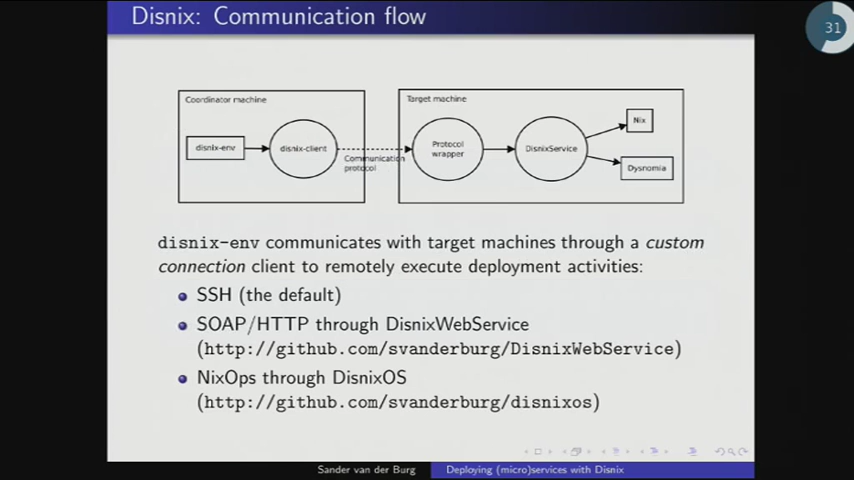 Disnix: Communication flow
31
Coordinator machine
Target machine
disnix-env
disnix-client
Communication
protocol
Protocol
wrapper
DisnixService
Nix
Dysnomia
disnix-env communicates with target machines through a custom
connection client to remotely execute deployment activities:
SSH (the default)
SOAP/HTTP through DisnixWebService
(http://github.com/svanderburg/DisnixWebService)
NixOps through DisnixOS
(http://github.com/svanderburg/disnixos)
Sander van der Burg
Deploying (micro)services with Disnix